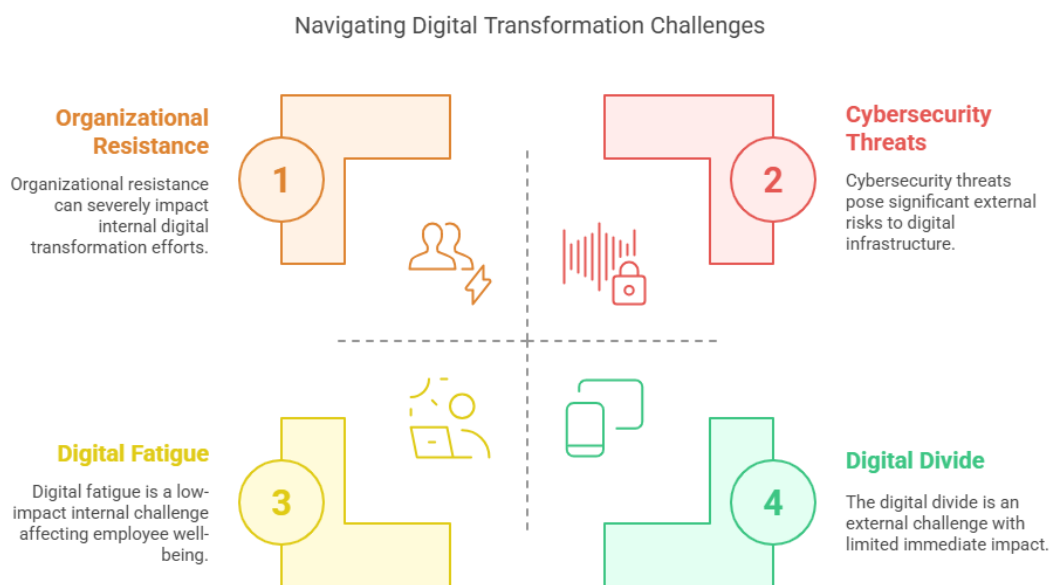 Navigating Digital Transformation Challenges
Organizational
Resistance
1
Organizational resistance
can severely impact
internal digital
transformation efforts.
Cybersecurity
Threats
2
Cybersecurity threats
pose significant external
risks to digital
infrastructure.
Digital Fatigue
3
Digital fatigue is a low-
impact internal challenge
affecting employee well-
being.
Digital Divide
4
The digital divide is an
external challenge with
limited immediate impact.